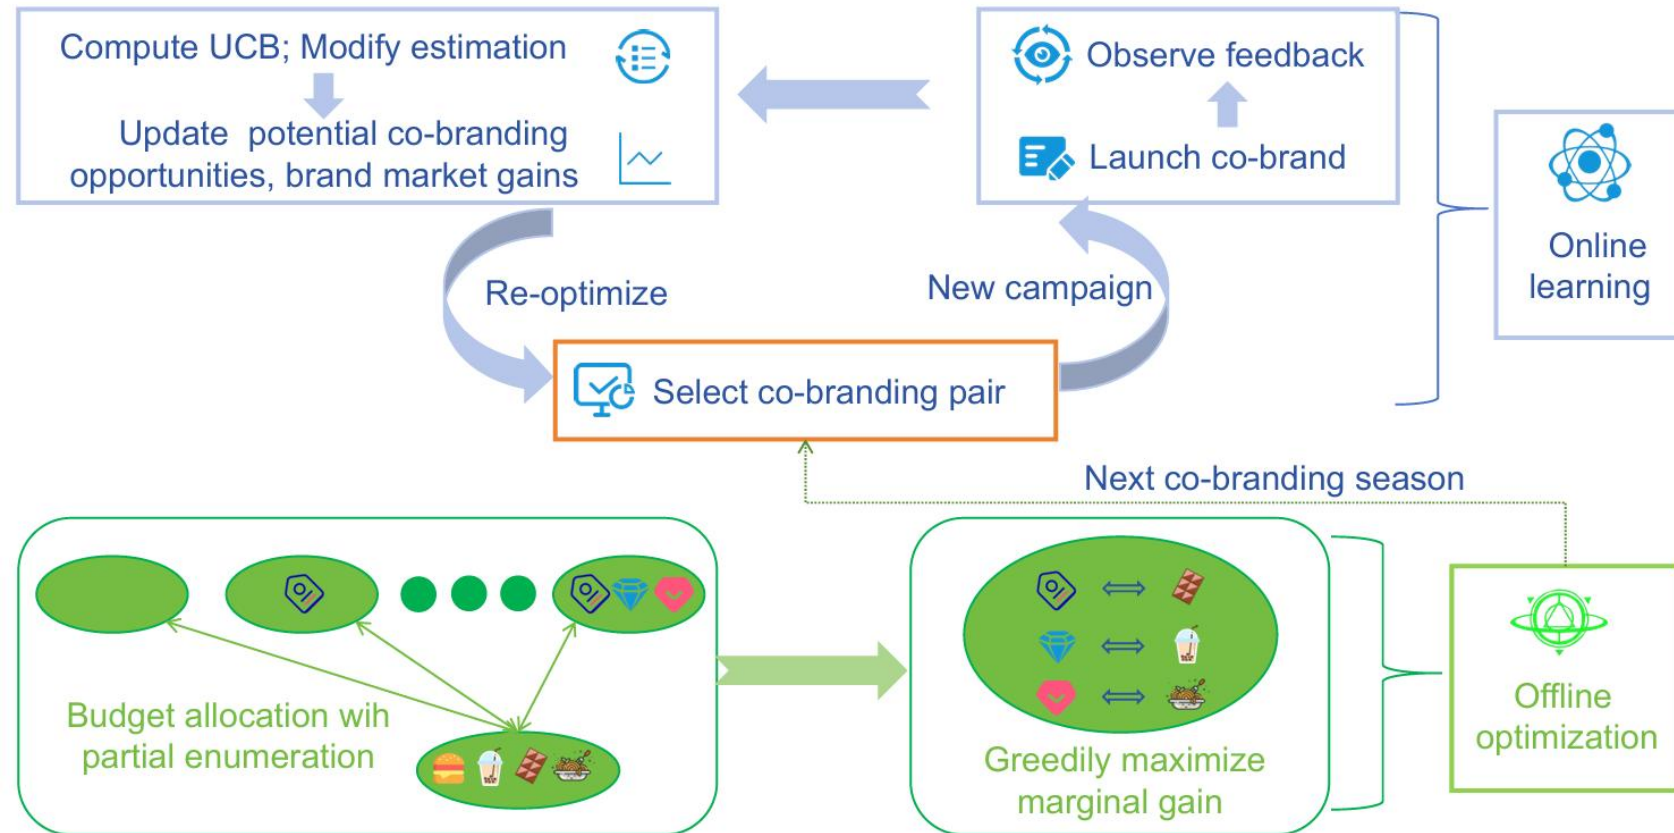 Compute UCB; Modify estimation
Update potential co-branding
opportunities, brand market gains
Observe feedback
Launch co-brand
Online
learning
Re-optimize
New campaign
Select co-branding pair
Next co-branding season
Budget allocation wih
partial enumeration
Greedily maximize
marginal gain
Offline
optimization